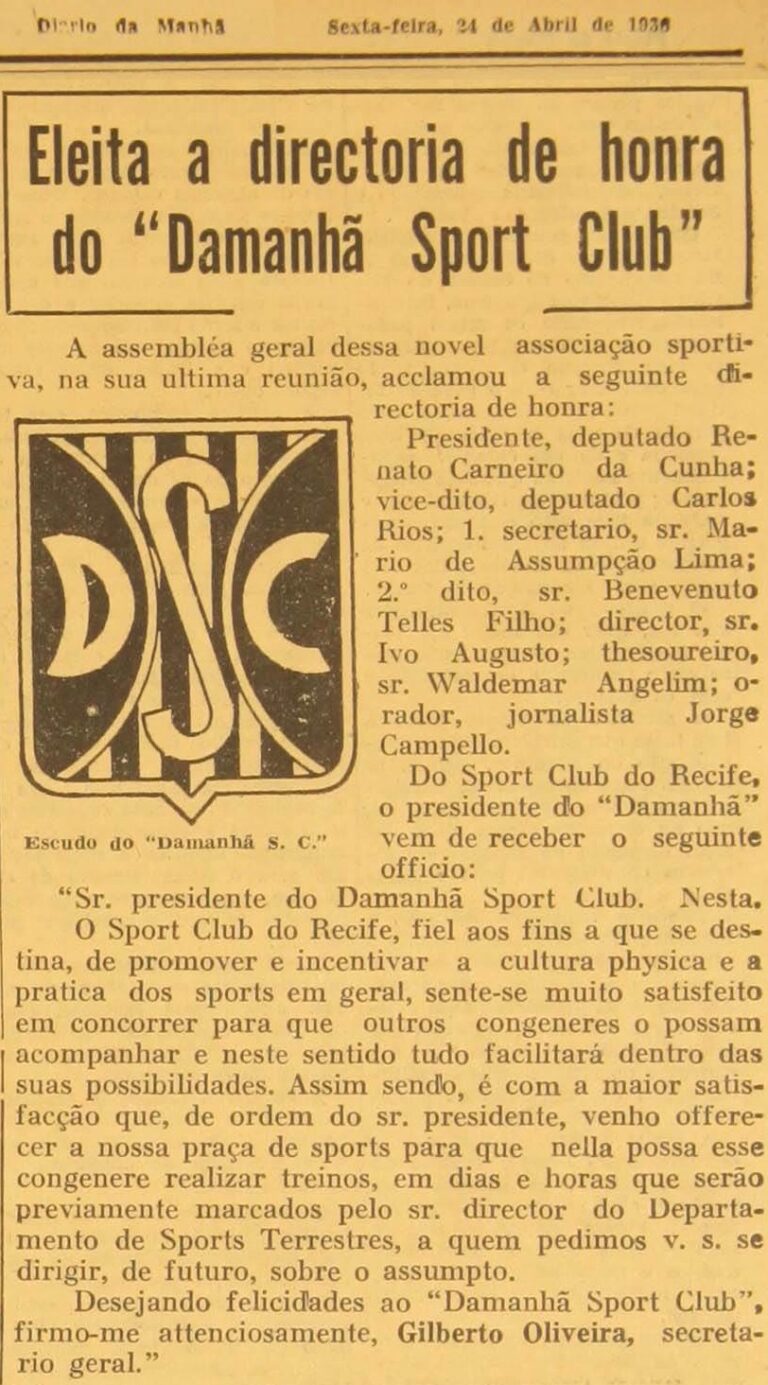 Diario da Manhã Sexta-feira, 24 de Abril de 1936
Eleita a directoria de honra
do "Damanhã Sport Club"
A assembléa geral dessa novel associação sporti-
va, na sua ultima reunião, acclamou a seguinte di-
rectoria de honra:
Presidente, deputado Re-
nato Carneiro da Cunha;
vice-dito, deputado Carlos
Rios; 1. secretario, sr. Ma-
rio de Assumpção Lima;
2.º dito, sr. Benevenuto
Telles Filho; director, sr.
Ivo Augusto; thesoureiro,
sr. Waldemar Angelim; o-
rador, jornalista Jorge
Campello.
Do Sport Club do Recife,
o presidente do "Damanhã"
vem de receber o seguinte
officio:
DSC
Escudo do "Damanhã S. C."
"Sr. presidente do Damanhã Sport Club. Nesta.
O Sport Club do Recife, fiel aos fins a que se des-
tina, de promover e incentivar a cultura physica e a
pratica dos sports em geral, sente-se muito satisfeito
em concorrer para que outros congeneres o possam
acompanhar e neste sentido tudo facilitará dentro das
suas possibilidades. Assim sendo, é com a maior satis-
facção que, de ordem do sr. presidente, venho offere-
cer a nossa praça de sports para que nella possa esse
congenere realizar treinos, em dias e horas que serão
previamente marcados pelo sr. director do Departa-
mento de Sports Terrestres, a quem pedimos v. s. se
dirigir, de futuro, sobre o assumpto.
Desejando felicidades ao "Damanhã Sport Club",
firmo-me attenciosamente, Gilberto Oliveira, secreta-
rio geral."